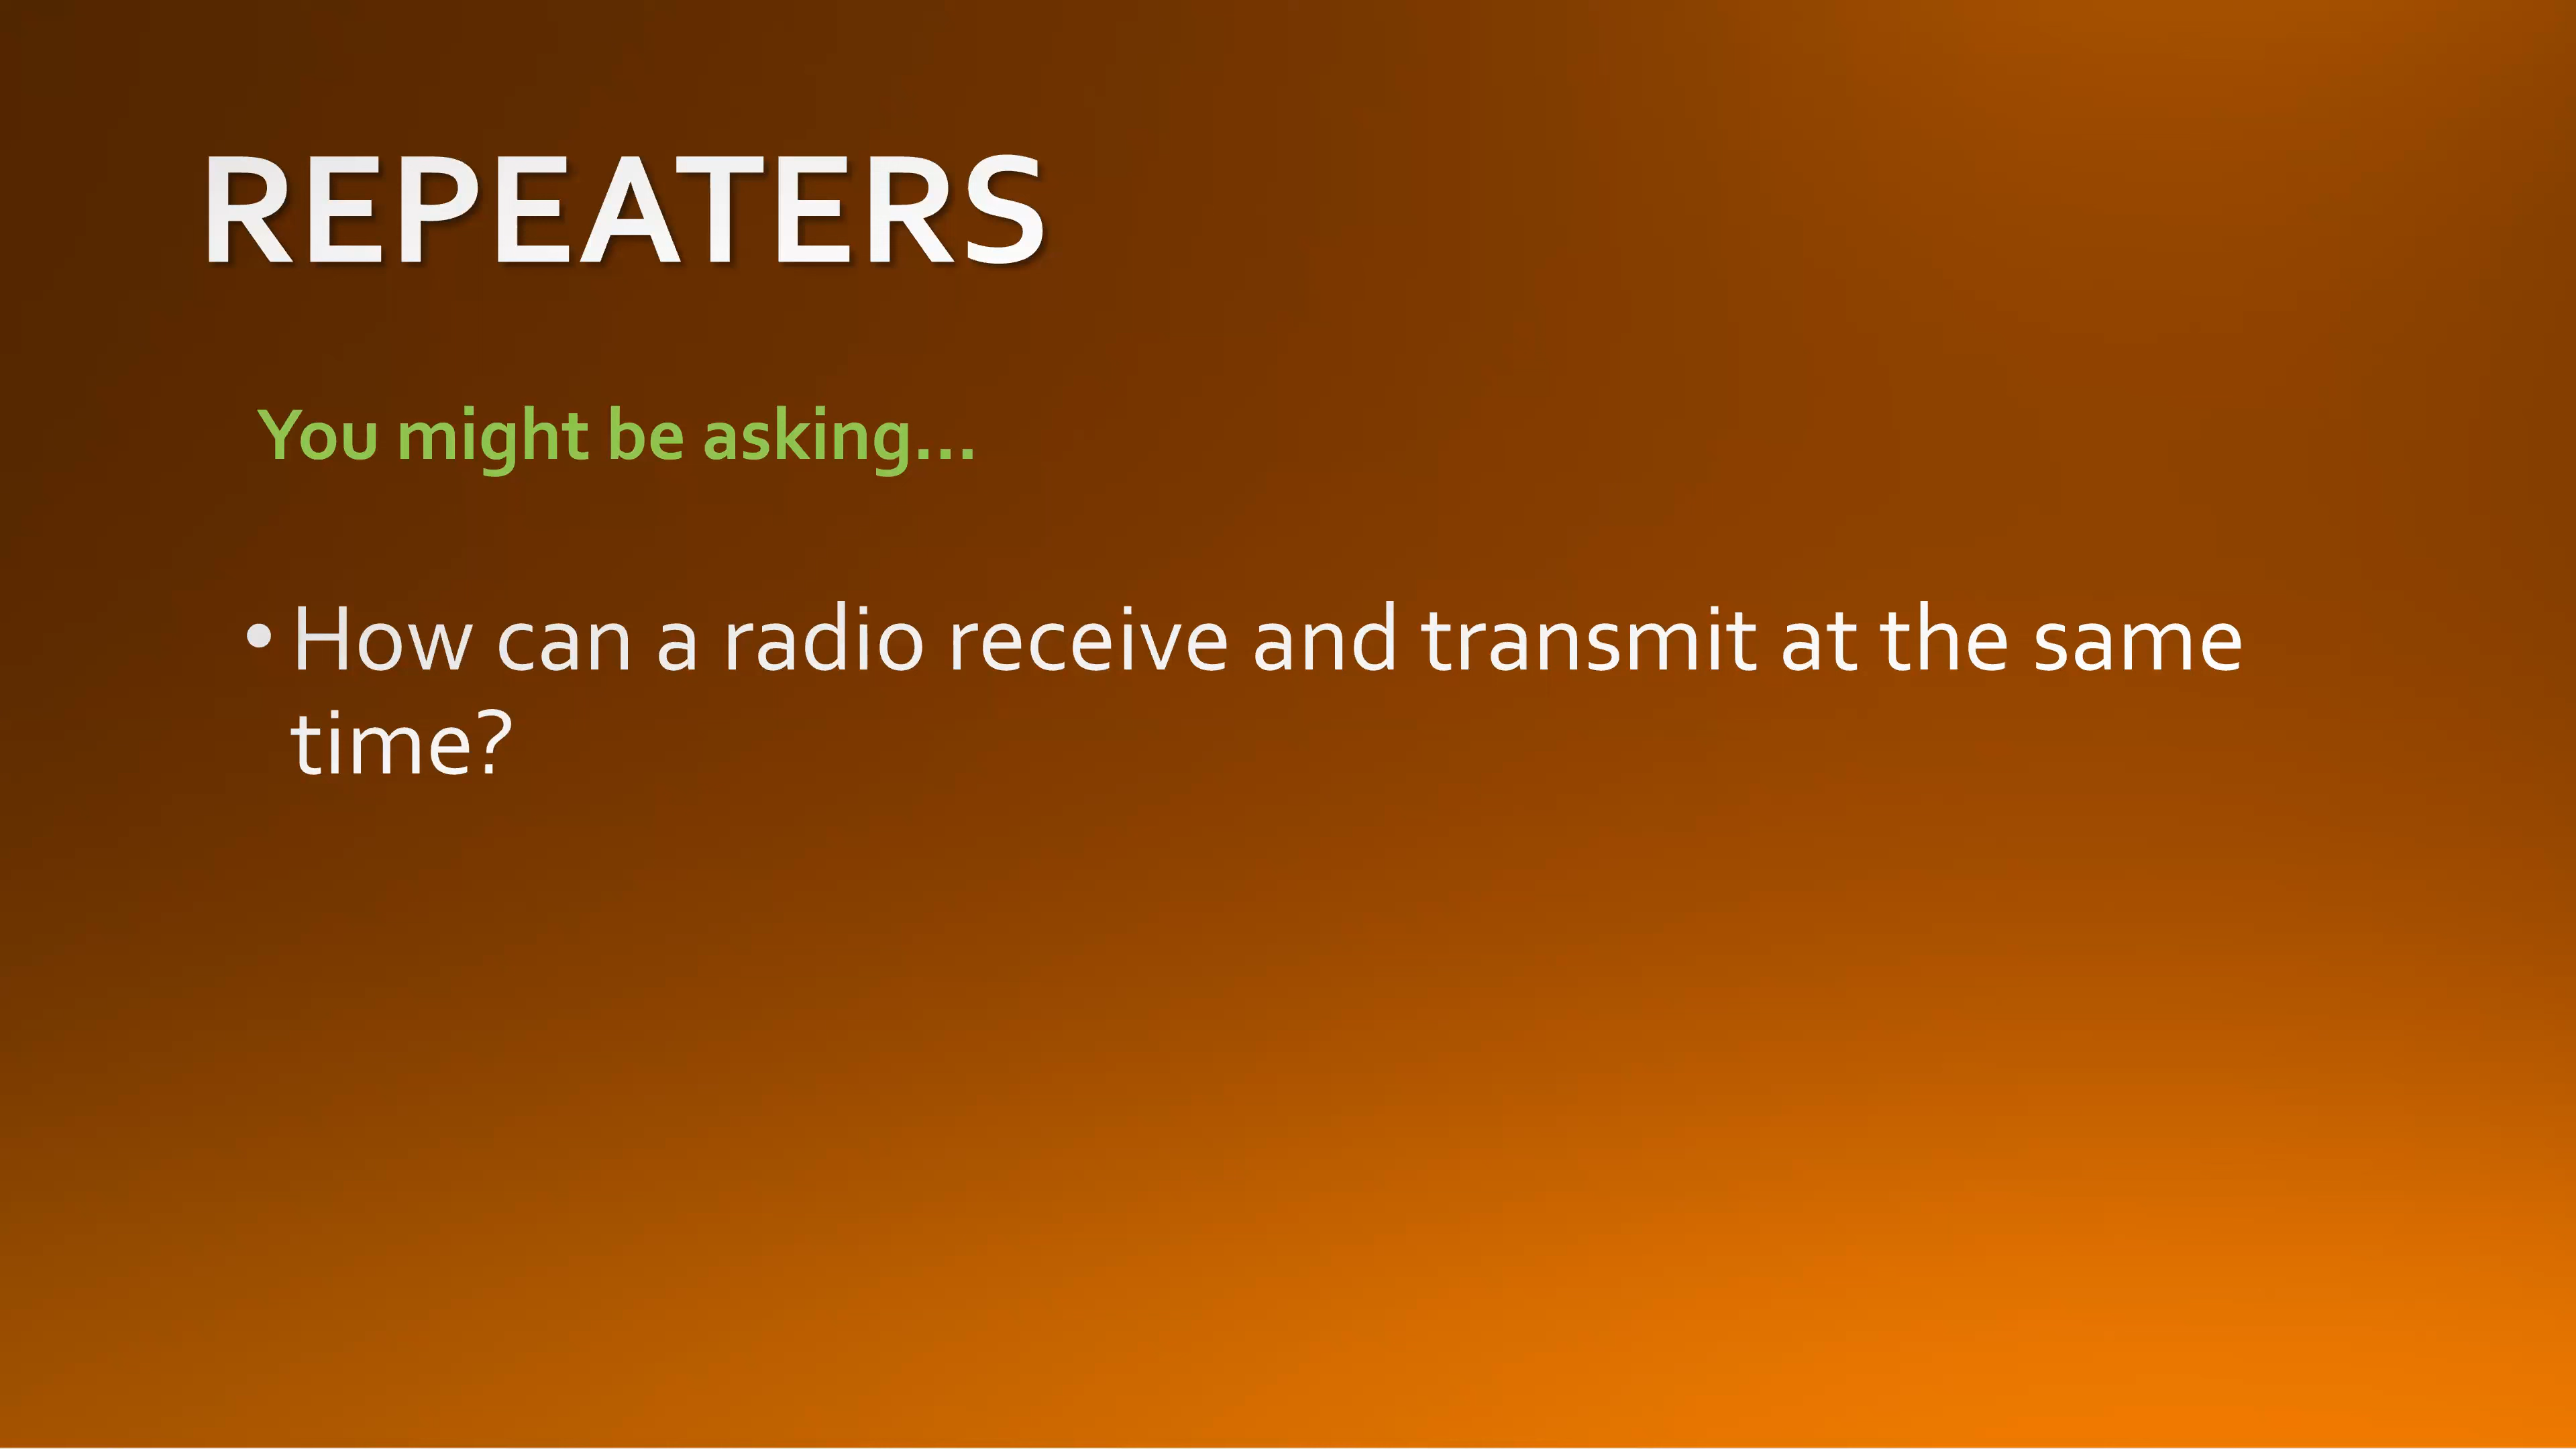 REPEATERS
You might be asking...
• How can a radio receive and transmit at the same
time?